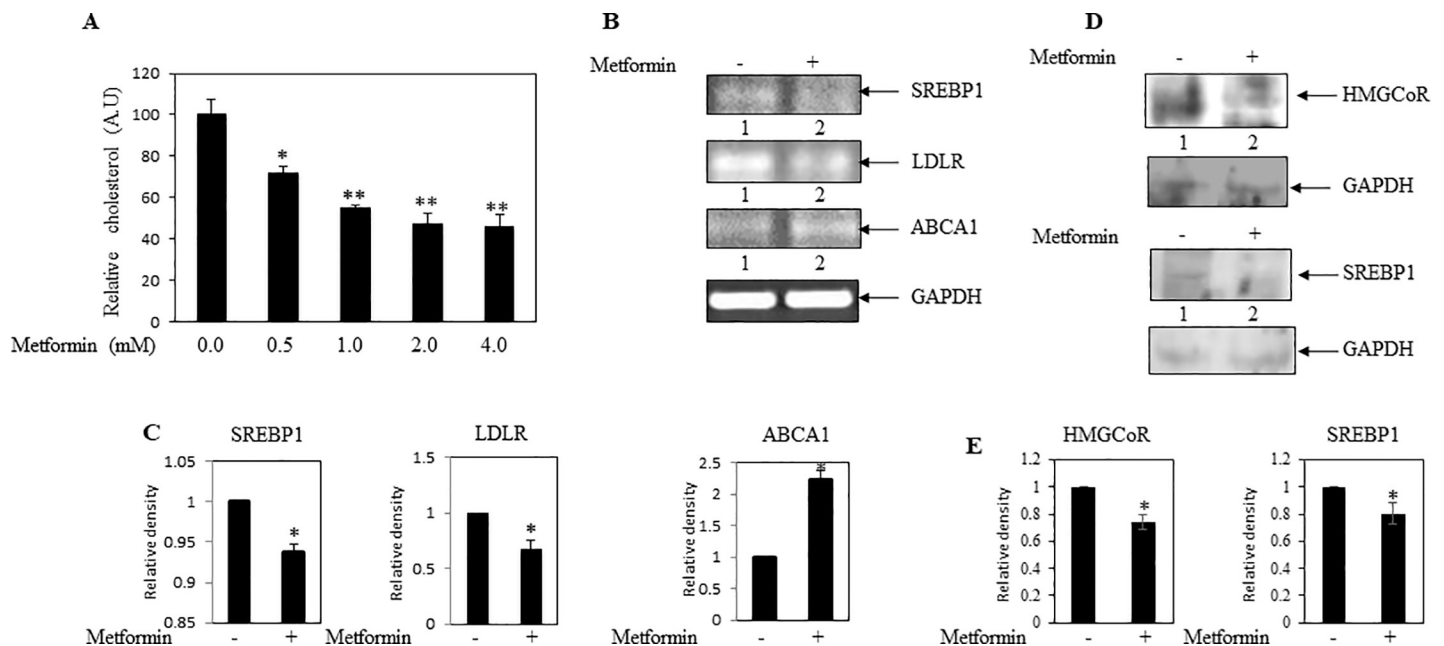 A
Relative cholesterol (A.U)
120
100
80
60
40
20
0
*
**
**
**
Metformin (mM) 0.0 0.5 1.0 2.0 4.0
B
Metformin - +
SREBP1
1 2
LDLR
1 2
ABCA1
1 2
GAPDH
D
Metformin - +
HMGCoR
1 2
GAPDH
Metformin - +
SREBP1
1 2
GAPDH
C
SREBP1
Relative density
1.05
1
0.95
0.9
0.85
*
Metformin - +
LDLR
Relative density
1.5
1
0.5
0
*
Metformin - +
ABCA1
Relative density
2.5
2
1.5
1
0.5
0
*
Metformin - +
E
HMGCoR
Relative density
1.2
1
0.8
0.6
0.4
0.2
0
*
Metformin - +
SREBP1
Relative density
1.2
1
0.8
0.6
0.4
0.2
0
*
Metformin - +